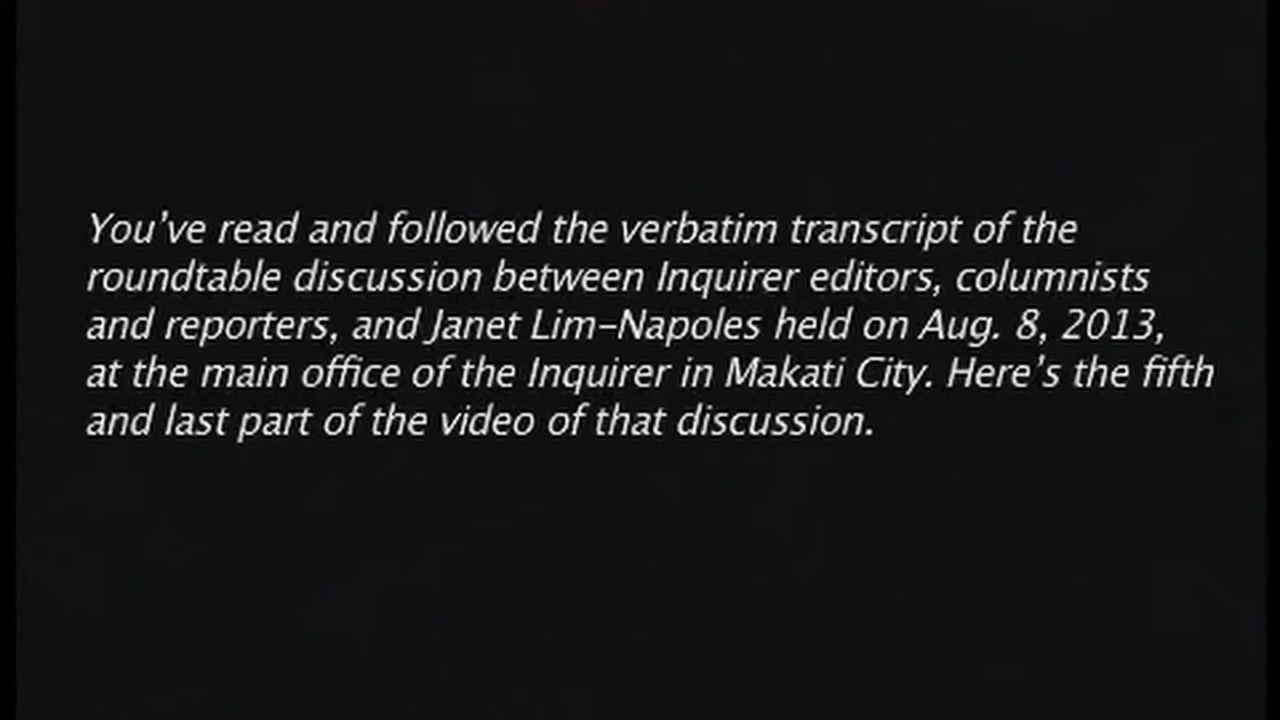 You've read and followed the verbatim transcript of the
roundtable discussion between Inquirer editors, columnists
and reporters, and Janet Lim-Napoles held on Aug. 8, 2013,
at the main office of the Inquirer in Makati City. Here's the fifth
and last part of the video of that discussion.